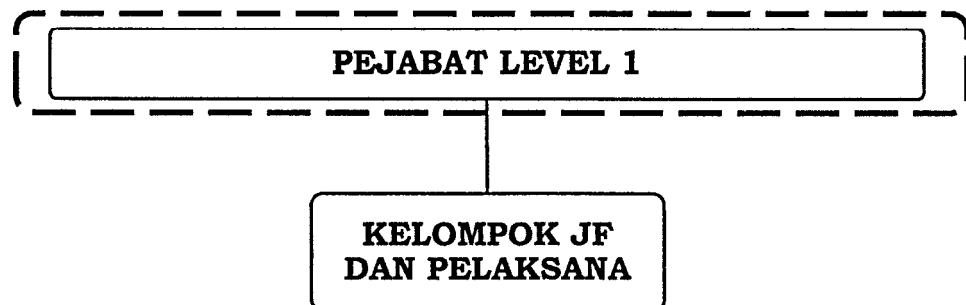 PEJABAT LEVEL 1
KELOMPOK JF
DAN PELAKSANA